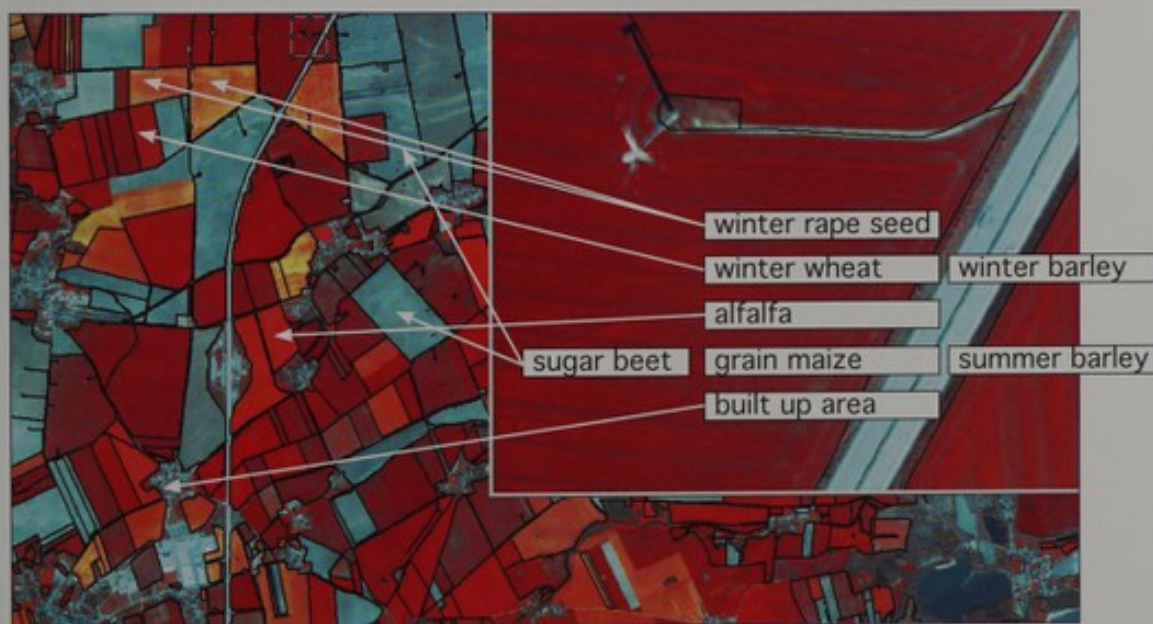 winter rape seed
winter wheat
winter barley
alfalfa
sugar beet
grain maize
summer barley
built up area